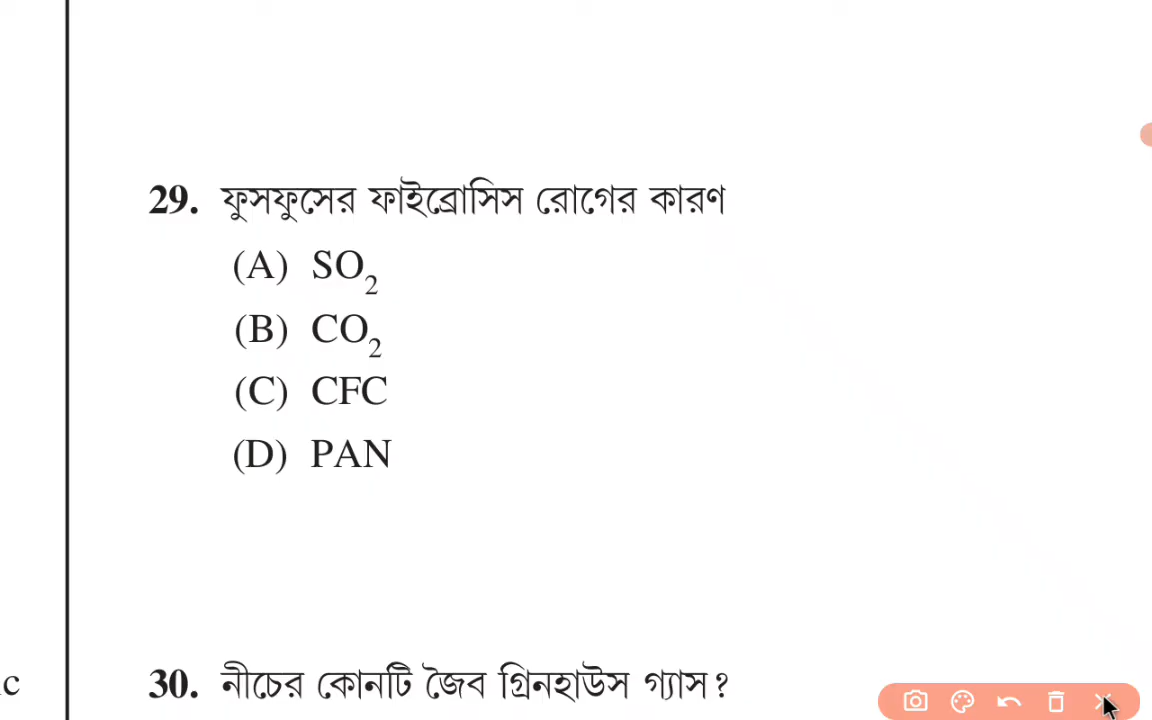 29. ফুসফুসের ফাইব্রোসিস রোগের কারণ
(A) SO₂
(B) CO₂
(C) CFC
(D) PAN
c
30. নীচের কোনটি জৈব গ্রিনহাউস গ্যাস?